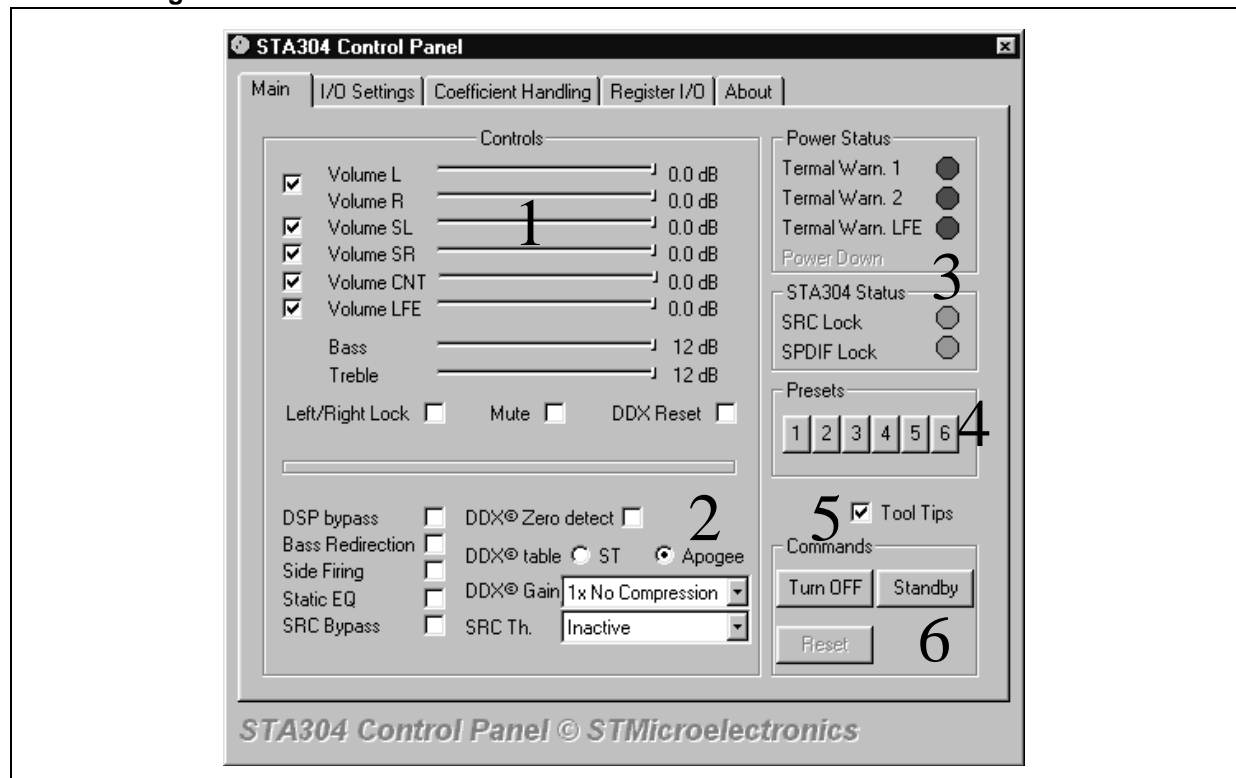 STA304 Control Panel
Main I/O Settings Coefficient Handling Register I/O About
Controls
Volume L 0.0 dB
Volume R 0.0 dB
Volume SL 0.0 dB
Volume SR 0.0 dB
Volume CNT 0.0 dB
Volume LFE 0.0 dB
1
Bass 12 dB
Treble 12 dB
Left/Right Lock Mute DDX Reset
DSP bypass
Bass Redirection
Side Firing
Static EQ
SRC Bypass
DDX® Zero detect
2
DDX® table ST Apogee
DDX® Gain 1x No Compression
SRC Th. Inactive
Power Status
Termal Warn. 1
Termal Warn. 2
Termal Warn. LFE
Power Down
3
STA304 Status
SRC Lock
SPDIF Lock
Presets
1 2 3 4 5 6
4
5
Tool Tips
Commands
Turn OFF Standby
Reset
6
STA304 Control Panel © STMicroelectronics